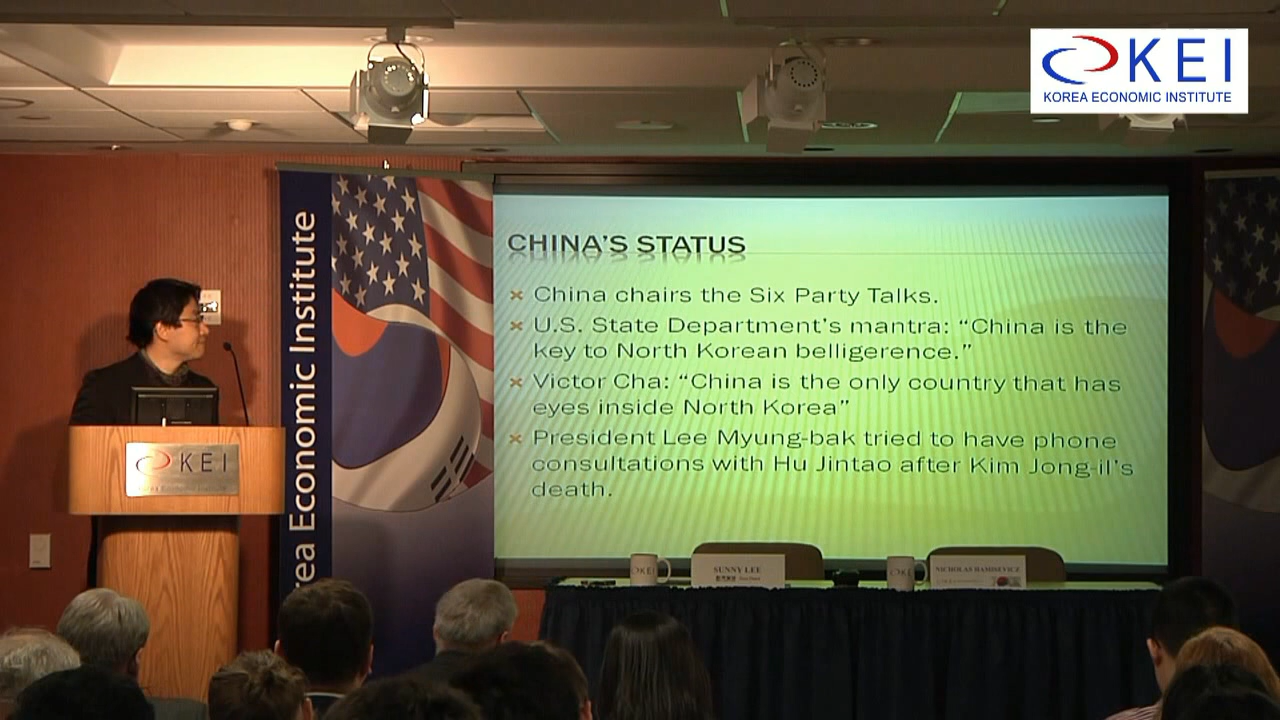 KEI
KOREA ECONOMIC INSTITUTE
CHINA'S STATUS
China chairs the Six Party Talks.
U.S. State Department's mantra: "China is the
key to North Korean belligerence."
Victor Cha: "China is the only country that has
eyes inside North Korea"
President Lee Myung-bak tried to have phone
consultations with Hu Jintao after Kim Jong-il's
death.
rea Economic Institute
KEI
KEI
SUNNY LEE
KEI
NICHOLAS HAMISEVICZ